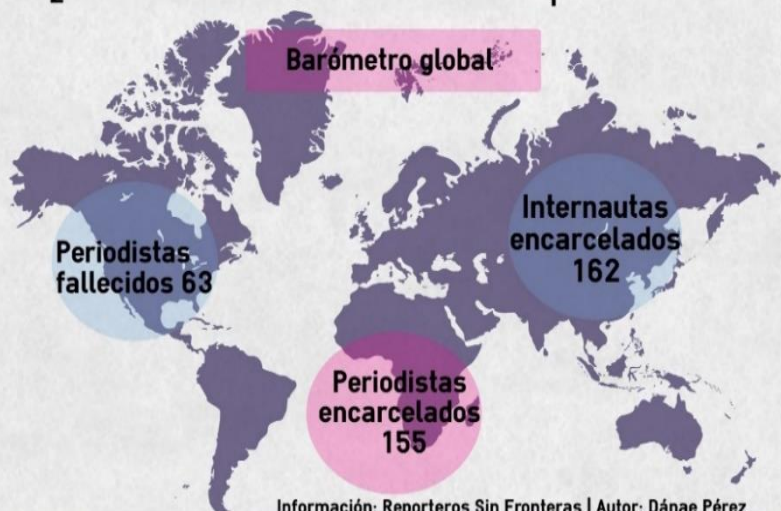 Barómetro global
Periodistas
fallecidos 63
Internautas
encarcelados
162
Periodistas
encarcelados
155
Información: Reporteros Sin Fronteras | Autor: Dánae Pérez